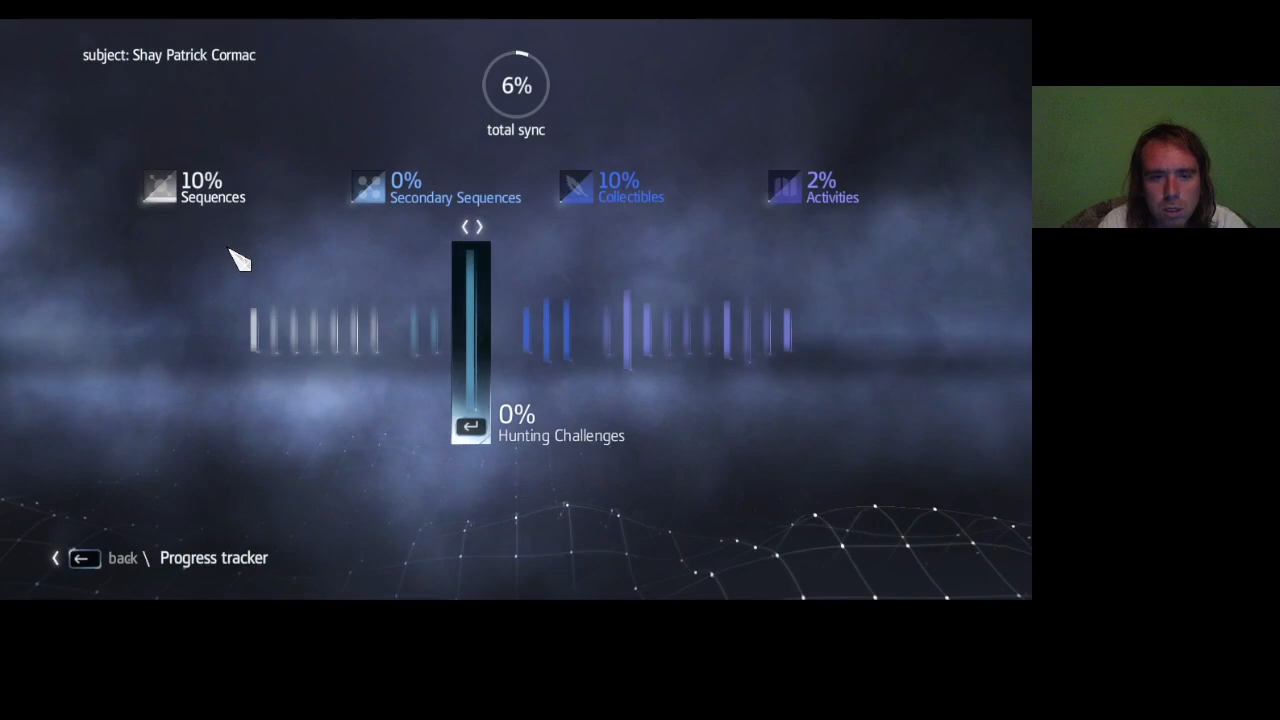 subject: Shay Patrick Cormac
6%
total sync
10%
Sequences
0%
Secondary Sequences
10%
Collectibles
2%
Activities
0%
Hunting Challenges
back \ Progress tracker